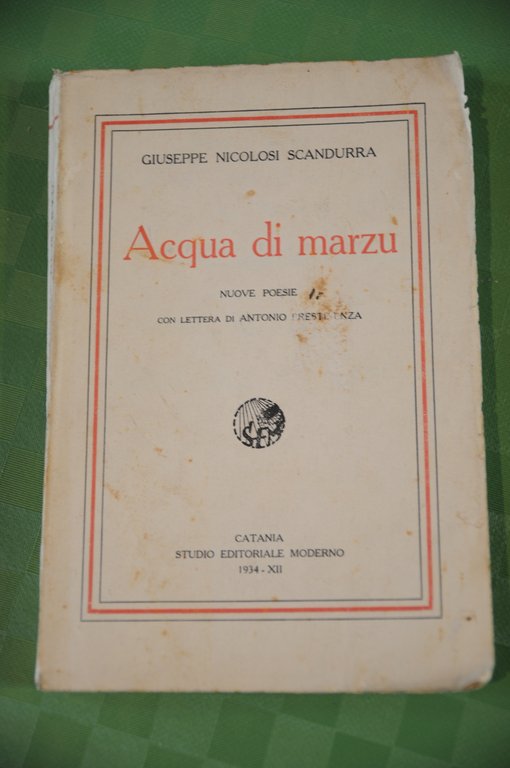 GIUSEPPE NICOLOSI SCANDURRA
Acqua di marzu
NUOVE POESIE
CON LETTERA DI ANTONIO
CATANIA
STUDIO EDITORIALE MODERNO
1934 - XII